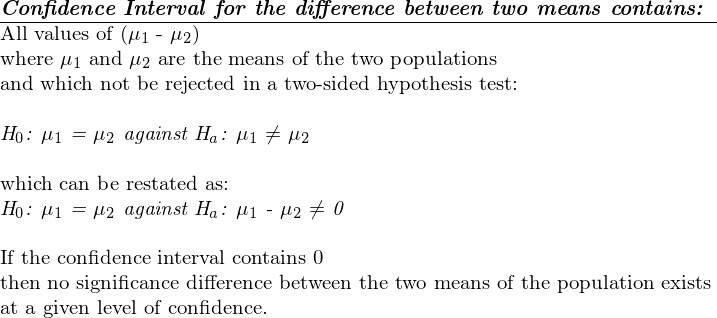 Confidence Interval for the difference between two means contains:
All values of (μ₁ - μ₂)
where μ₁ and μ₂ are the means of the two populations
and which not be rejected in a two-sided hypothesis test:
H₀: μ₁ = μ₂ against Hₐ: μ₁ ≠ μ₂
which can be restated as:
H₀: μ₁ = μ₂ against Hₐ: μ₁ - μ₂ ≠ 0
If the confidence interval contains 0
then no significance difference between the two means of the population exists
at a given level of confidence.